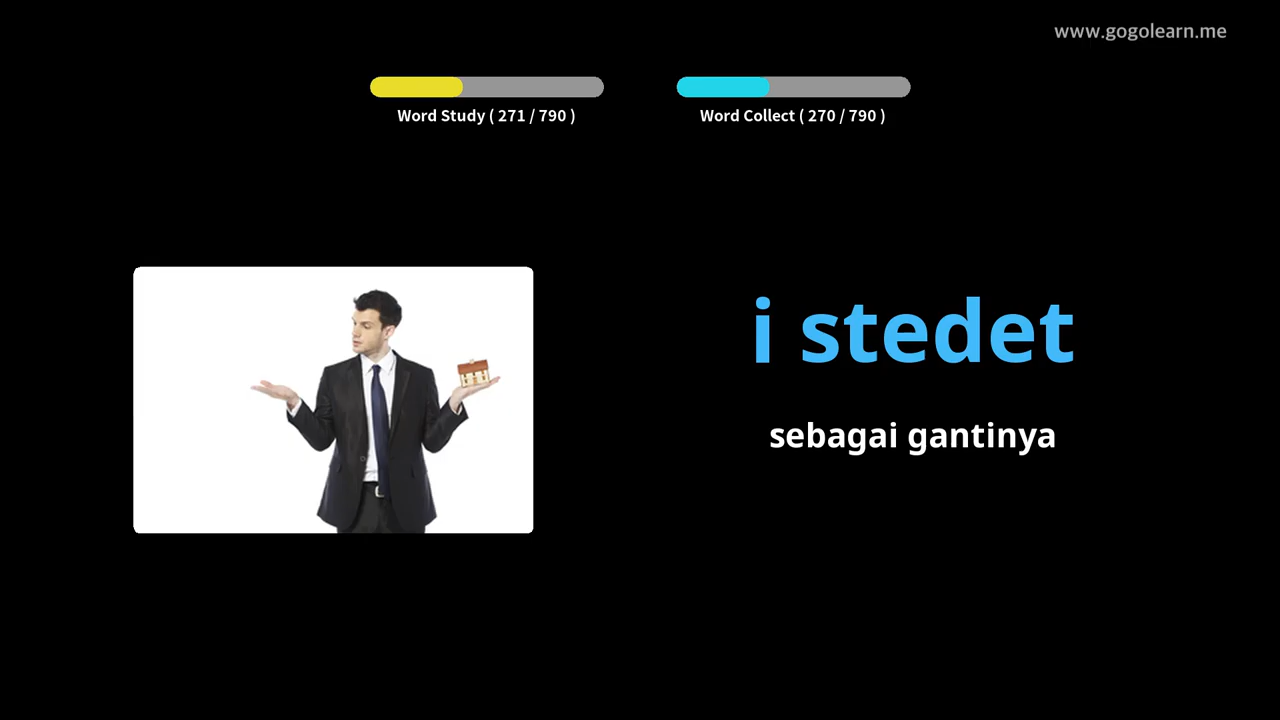 www.gogolearn.me
Word Study ( 271 / 790 )
Word Collect ( 270 / 790 )
i stedet
sebagai gantinya